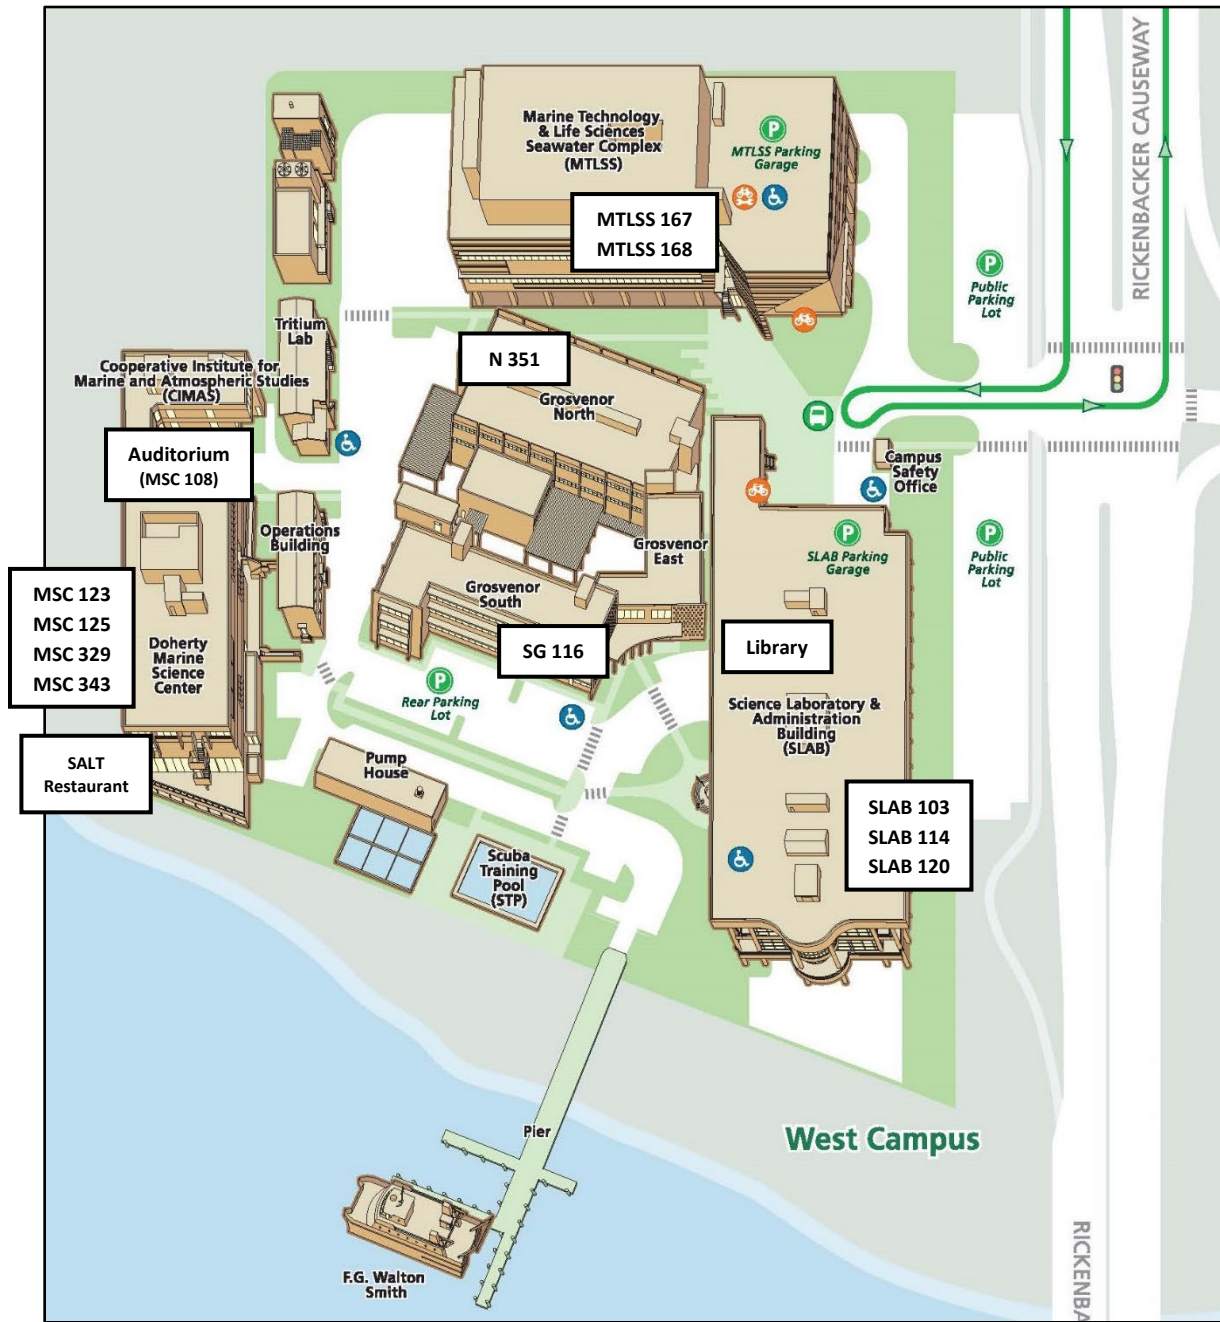 Marine Technology
& Life Sciences
Seawater Complex
(MTLSS)
P
MTLSS Parking
Garage
MTLSS 167
MTLSS 168
RICKENBACKER CAUSEWAY
P
Public
Parking
Lot
Tritium
Lab
Cooperative Institute for
Marine and Atmospheric Studies
(CIMAS)
N 351
Grosvenor
North
Auditorium
(MSC 108)
Campus
Safety
Office
Operations
Building
Grosvenor
East
P
SLAB Parking
Garage
P
Public
Parking
Lot
MSC 123
MSC 125
MSC 329
MSC 343
Doherty
Marine
Science
Center
Grosvenor
South
SG 116
Library
P
Rear Parking
Lot
Science Laboratory &
Administration
Building
(SLAB)
SALT
Restaurant
Pump
House
SLAB 103
SLAB 114
SLAB 120
Scuba
Training
Pool
(STP)
Pier
West Campus
F.G. Walton
Smith
RICKENBA